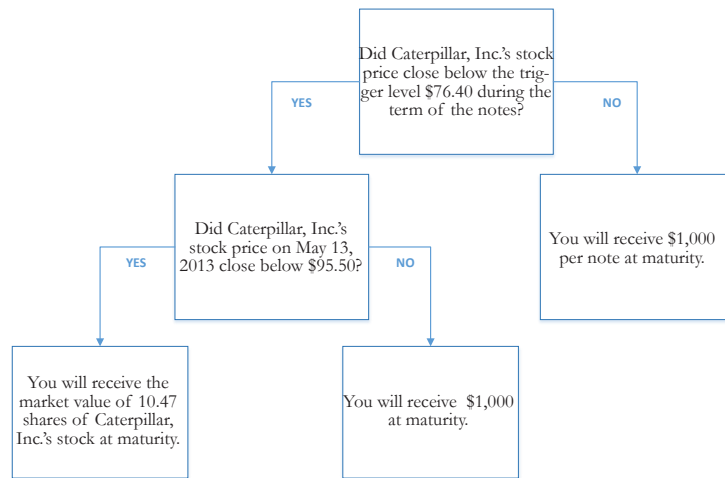 Did Caterpillar, Inc.'s stock
price close below the trig-
ger level $76.40 during the
term of the notes?
YES
NO
Did Caterpillar, Inc.'s
stock price on May 13,
2013 close below $95.50?
You will receive $1,000
per note at maturity.
YES
NO
You will receive the
market value of 10.47
shares of Caterpillar,
Inc.'s stock at maturity.
You will receive  $1,000
at maturity.